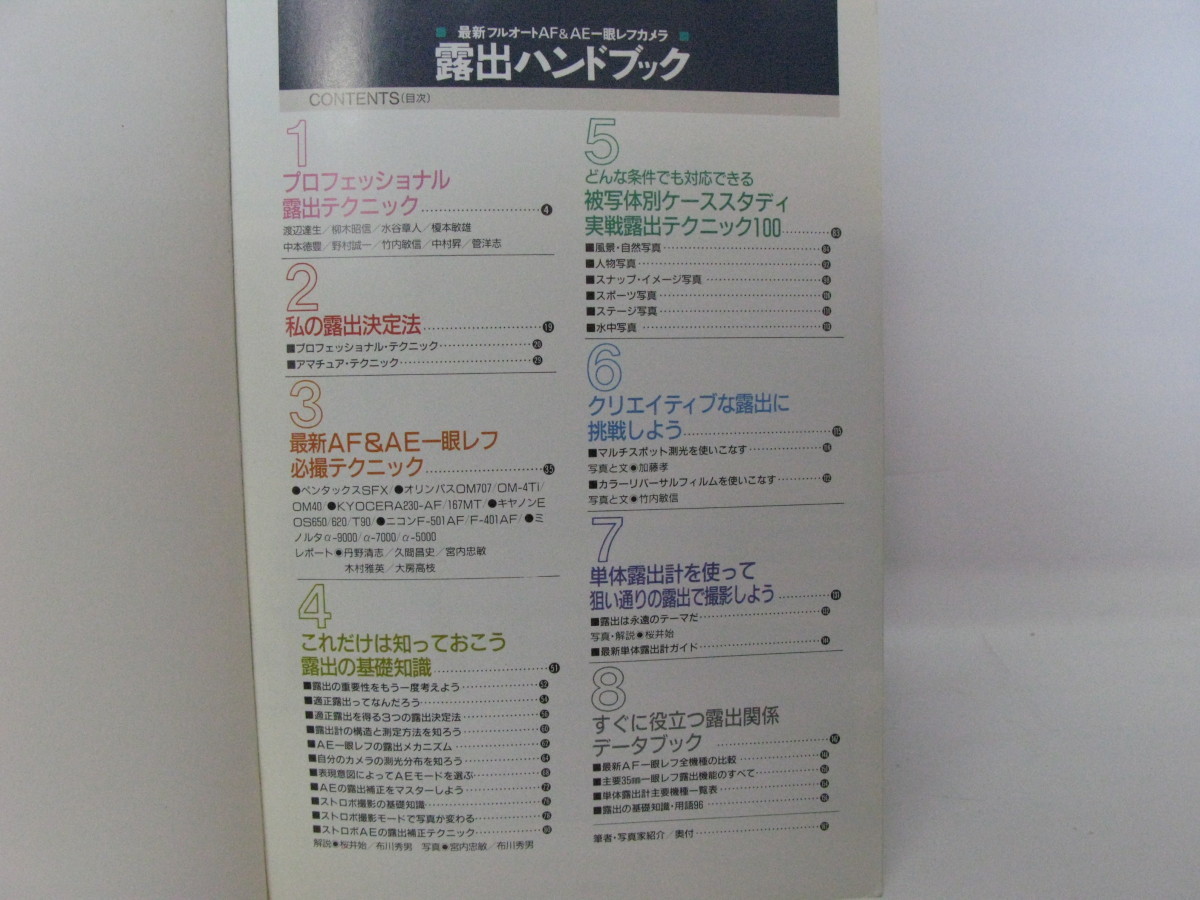 最新フルオートAF&AE一眼レフカメラ
露出ハンドブック
CONTENTS(目次)
1
プロフェッショナル
露出テクニック 4
渡辺達生/柳木昭信/水谷章人/榎本敏雄
中本徳豊/野村誠一/竹内敏信/中村昇/管洋志
2
私の露出決定法 19
■プロフェッショナル・テクニック 20
■アマチュア・テクニック 29
3
最新AF&AE一眼レフ
必撮テクニック 35
●ペンタックスSFX/●オリンパスOM707/OM-4Ti/
OM40/●KYOCERA230-AF/167MT/●キヤノンE
OS650/620/T90/●ニコンF-501AF/F-401AF/●ミ
ノルタα-9000/α-7000/α-5000
レポート●丹野清志/久間昌史/宮内忠敏
木村雅英/大房高枝
4
これだけは知っておこう
露出の基礎知識 51
■露出の重要性をもう一度考えよう 52
■適正露出ってなんだろう 54
■適正露出を得る3つの露出決定法 56
■露出計の構造と測定方法を知ろう 60
■AE一眼レフの露出メカニズム 62
■自分のカメラの測光分布を知ろう 64
■表現意図によってAEモードを選ぶ 68
■AEの露出補正をマスターしよう 72
■ストロボ撮影の基礎知識 76
■ストロボ撮影モードで写真が変わる 78
■ストロボAEの露出補正テクニック 80
解説●桜井始/布川秀男 写真●宮内忠敏/布川秀男
5
どんな条件でも対応できる
被写体別ケーススタディ
実戦露出テクニック100 83
■風景・自然写真 84
■人物写真
■スナップ・イメージ写真
■スポーツ写真
■ステージ写真
■水中写真
6
クリエイティブな露出に
挑戦しよう
■マルチスポット測光を使いこなす
写真と文●加藤孝
■カラーリバーサルフィルムを使いこなす
写真と文●竹内敏信
7
単体露出計を使って
狙い通りの露出で撮影しよう
■露出は永遠のテーマだ
写真・解説●桜井始
■最新単体露出計ガイド
8
すぐに役立つ露出関係
データブック
■最新AF一眼レフ全機種の比較
■主要35mm一眼レフ露出機能のすべて
■単体露出計主要機種一覧表
■露出の基礎知識・用語96
筆者・写真家紹介/奥付